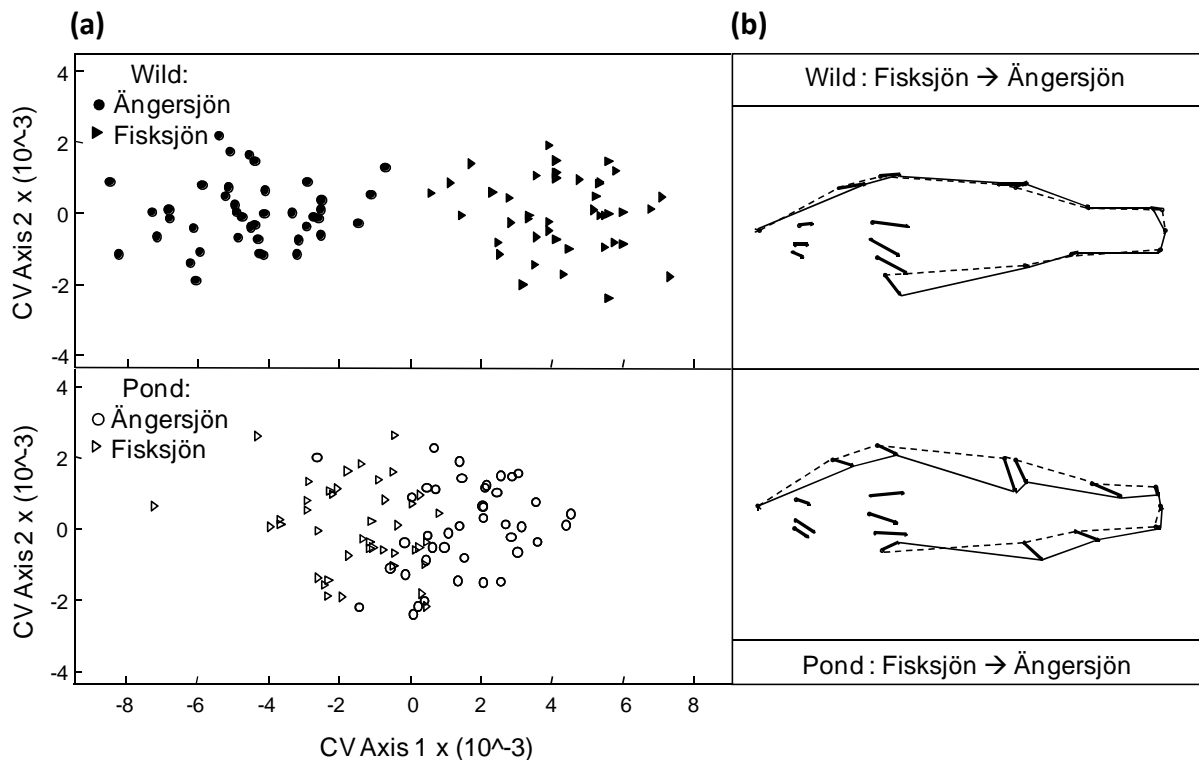 (a)
(b)
4
2
0
-2
-4
CV Axis 2 x (10^-3)
Wild:
Ängersjön
Fisksjön
Wild : Fisksjön → Ängersjön
4
2
0
-2
-4
CV Axis 2 x (10^-3)
Pond:
Ängersjön
Fisksjön
Pond : Fisksjön → Ängersjön
-8 -6 -4 -2 0 2 4 6 8
CV Axis 1 x (10^-3)